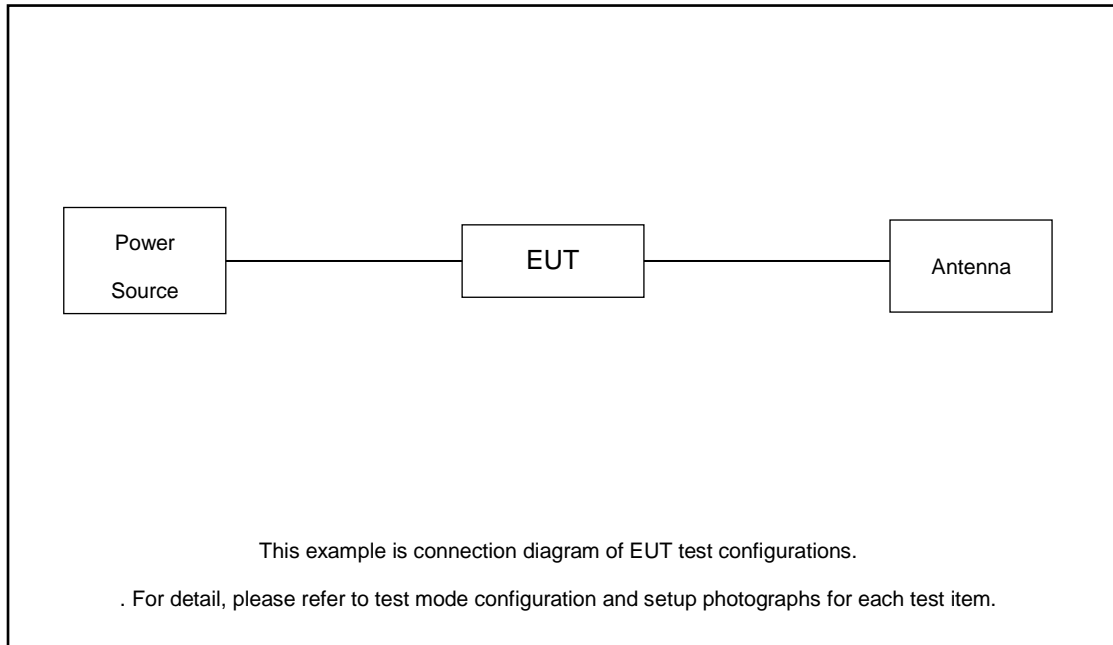 Power
Source
EUT
Antenna
This example is connection diagram of EUT test configurations.
. For detail, please refer to test mode configuration and setup photographs for each test item.